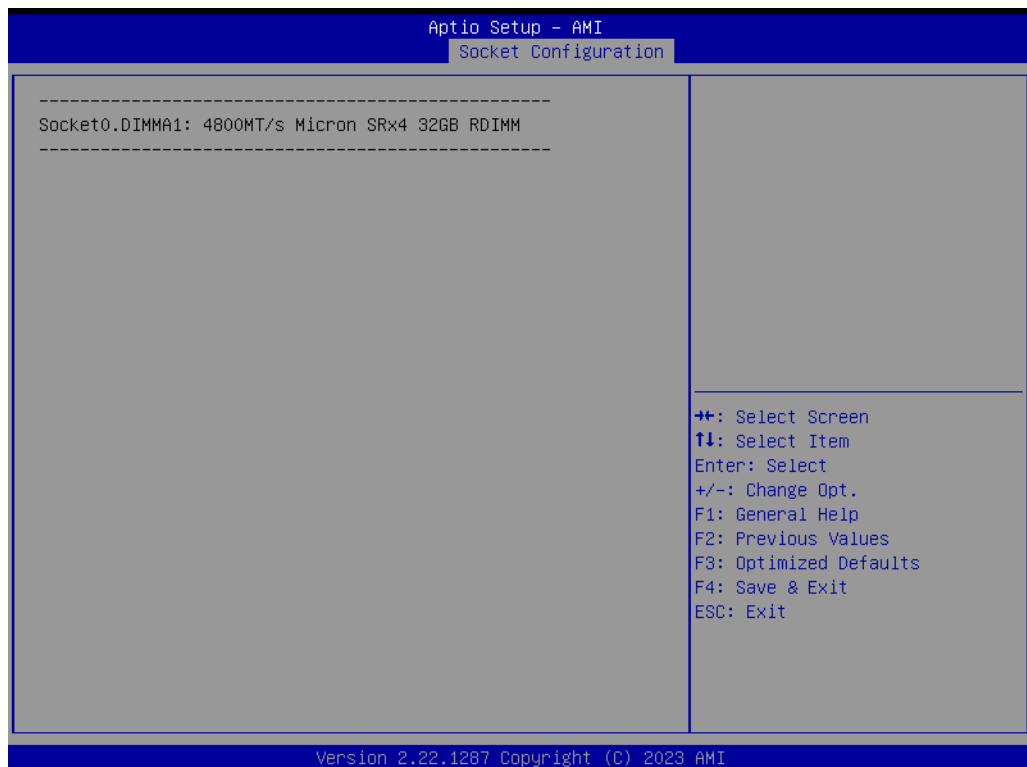 Aptio Setup – AMI
Socket Configuration
--------------------------------------------------
Socket0.DIMMA1: 4800MT/s Micron SRx4 32GB RDIMM
--------------------------------------------------
→←: Select Screen
↑↓: Select Item
Enter: Select
+/-: Change Opt.
F1: General Help
F2: Previous Values
F3: Optimized Defaults
F4: Save & Exit
ESC: Exit
Version 2.22.1287 Copyright (C) 2023 AMI